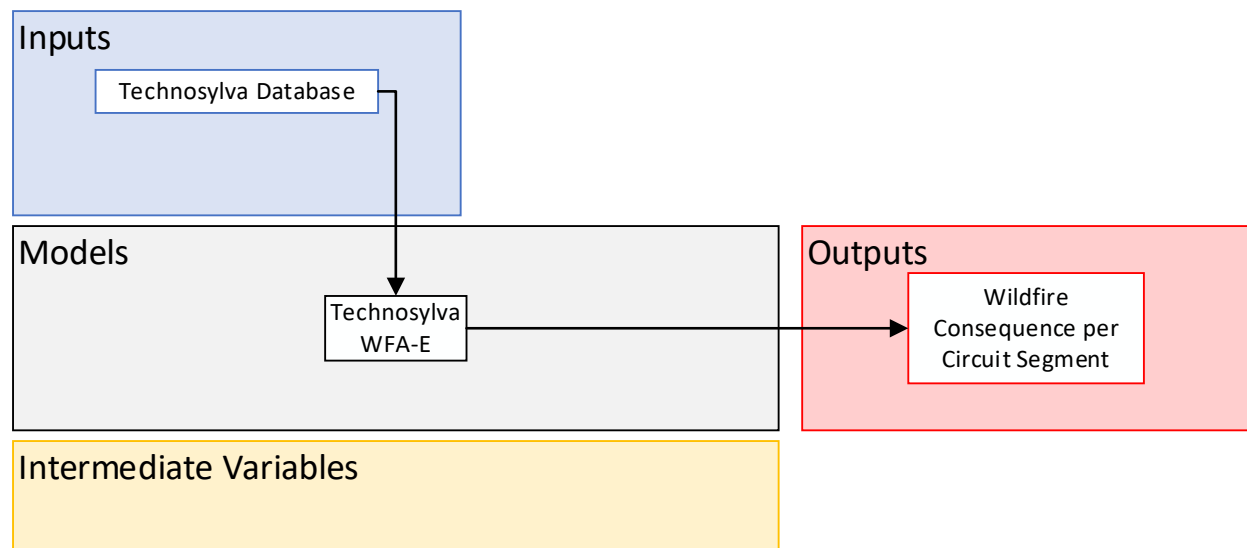 Inputs
Technosylva Database
Models
Technosylva
WFA-E
Outputs
Wildfire
Consequence per
Circuit Segment
Intermediate Variables